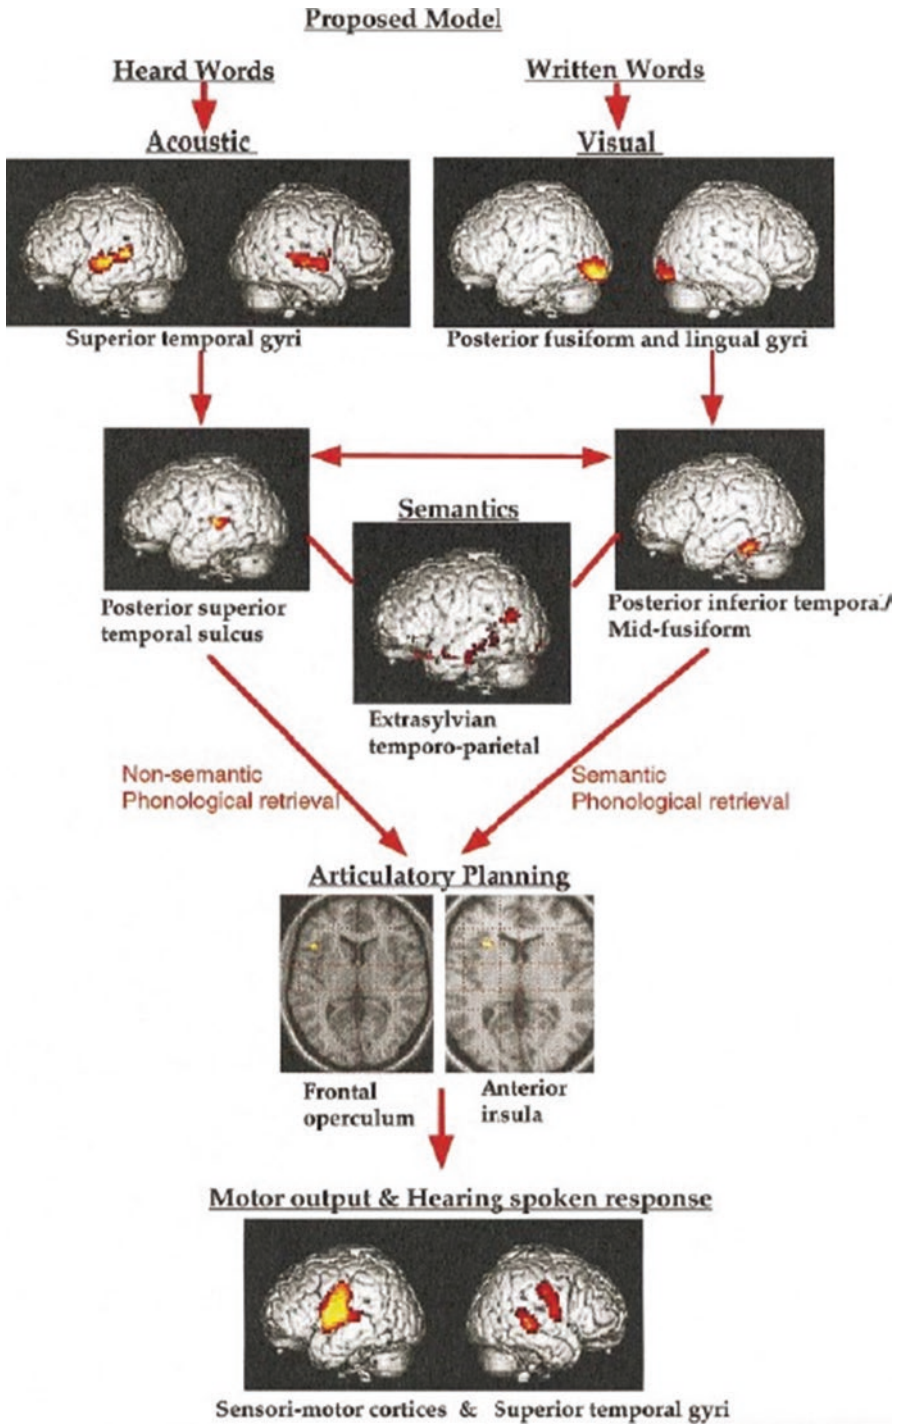 Proposed Model
Heard Words
Written Words
Acoustic
Visual
Superior temporal gyri
Posterior fusiform and lingual gyri
Semantics
Posterior superior
temporal sulcus
Posterior inferior temporal/
Mid-fusiform
Extrasylvian
temporo-parietal
Non-semantic
Phonological retrieval
Semantic
Phonological retrieval
Articulatory Planning
Frontal
operculum
Anterior
insula
Motor output & Hearing spoken response
Sensori-motor cortices & Superior temporal gyri